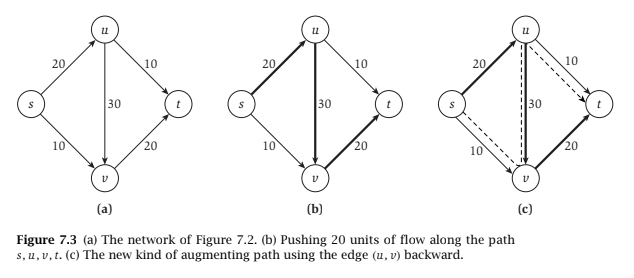 u
u
u
20
10
20
10
20
10
s
30
t
s
30
t
s
30
t
10
20
10
20
10
20
v
v
v
(a)
(b)
(c)
Figure 7.3 (a) The network of Figure 7.2. (b) Pushing 20 units of flow along the path
s, u, v, t. (c) The new kind of augmenting path using the edge (u, v) backward.